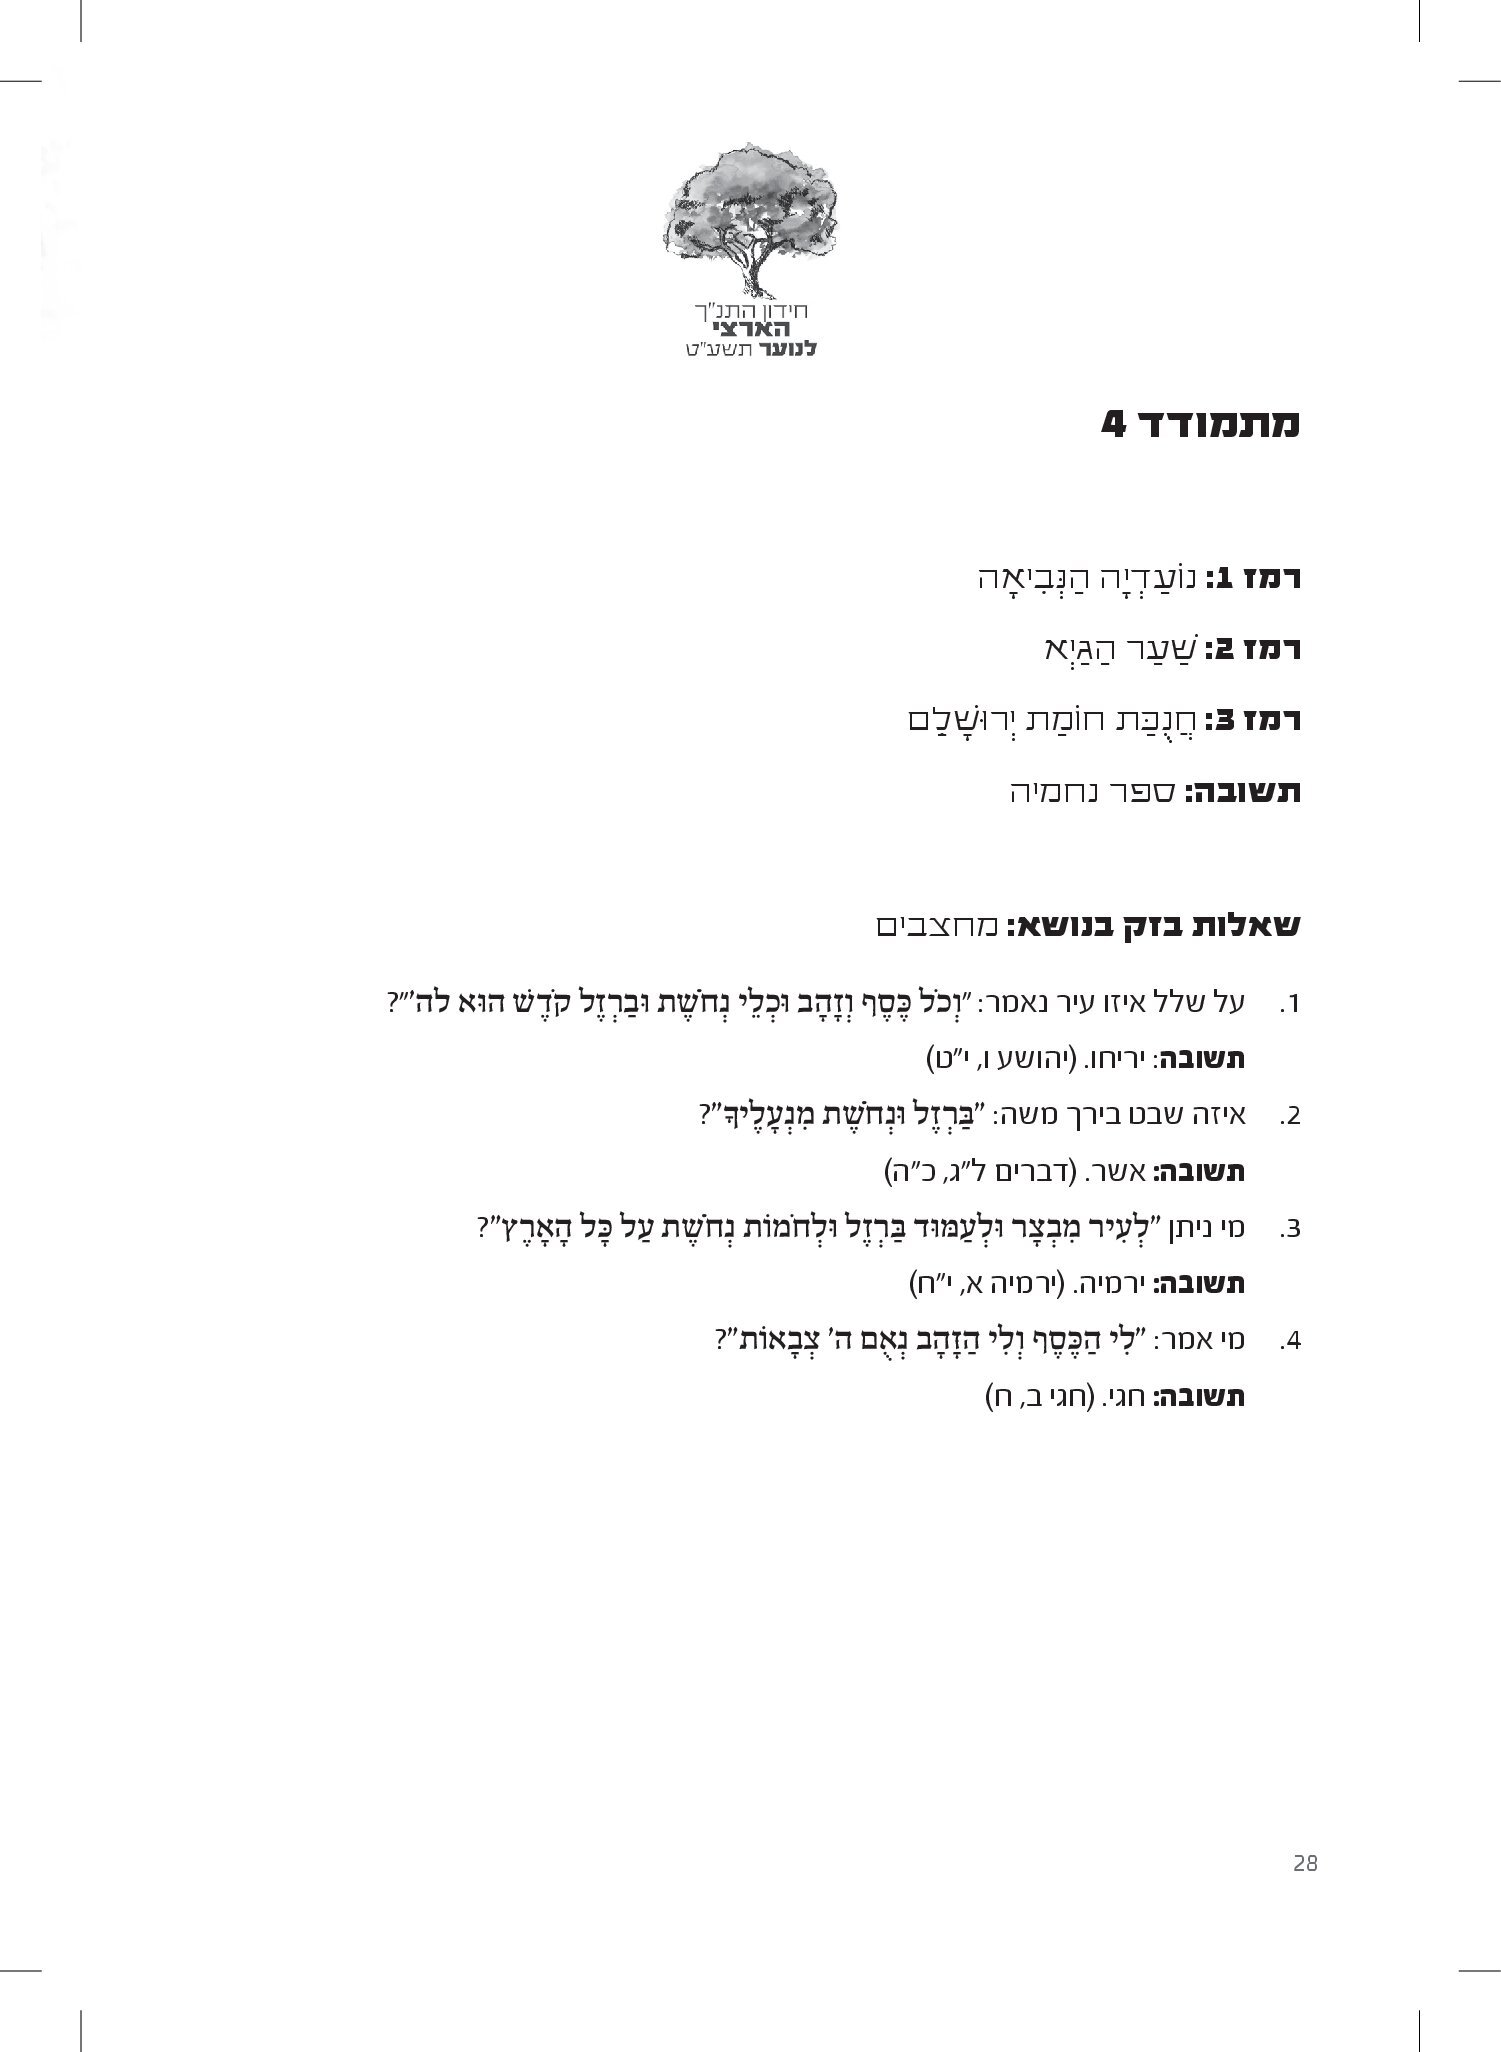 חידון התנ"ך
הארצי
לנוער תשע"ט
מתמודד 4
רמז 1: נוֹעַדְיָה הַנְּבִיאָה
רמז 2: שַׁעַר הַגַּיְא
רמז 3: חֲנֻכַּת חוֹמַת יְרוּשָׁלַם
תשובה: ספר נחמיה
שאלות בזק בנושא: מחצבים
1. על שלל איזו עיר נאמר: "וְכֹל כֶּסֶף וְזָהָב וּכְלֵי נְחֹשֶׁת וּבַרְזֶל קֹדֶשׁ הוּא לה'"?
תשובה: יריחו. (יהושע ו, י"ט)
2. איזה שבט בירך משה: "בַּרְזֶל וּנְחֹשֶׁת מִנְעָלֶיךָ"?
תשובה: אשר. (דברים ל"ג, כ"ה)
3. מי ניתן "לְעִיר מִבְצָר וּלְעַמּוּד בַּרְזֶל וּלְחֹמוֹת נְחֹשֶׁת עַל כָּל הָאָרֶץ"?
תשובה: ירמיה. (ירמיה א, י"ח)
4. מי אמר: "לִי הַכֶּסֶף וְלִי הַזָּהָב נְאֻם ה' צְבָאוֹת"?
תשובה: חגי. (חגי ב, ח)
28